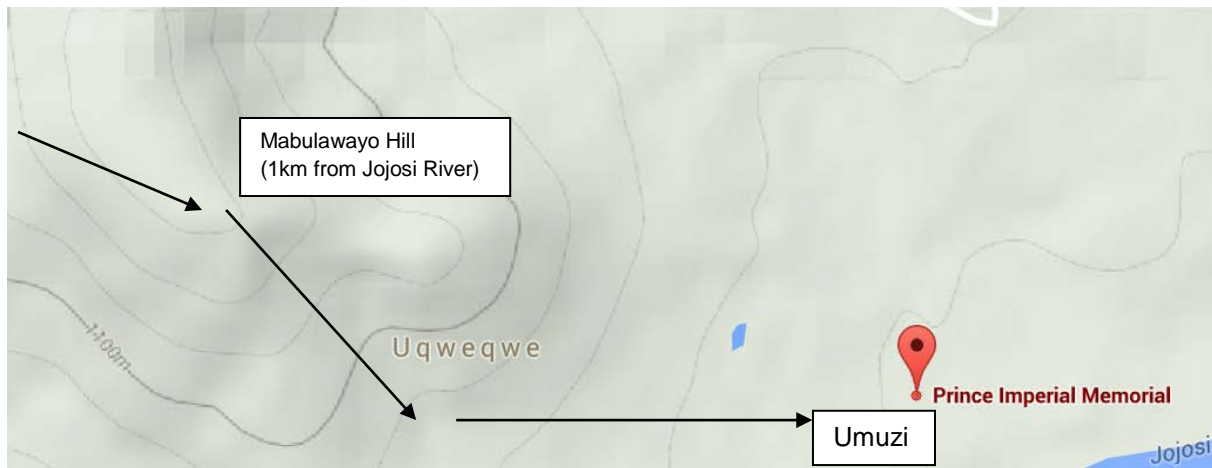 Mabulawayo Hill
(1km from Jojosi River)
1100m
Uqweqwe
Prince Imperial Memorial
Umuzi
Jojosi